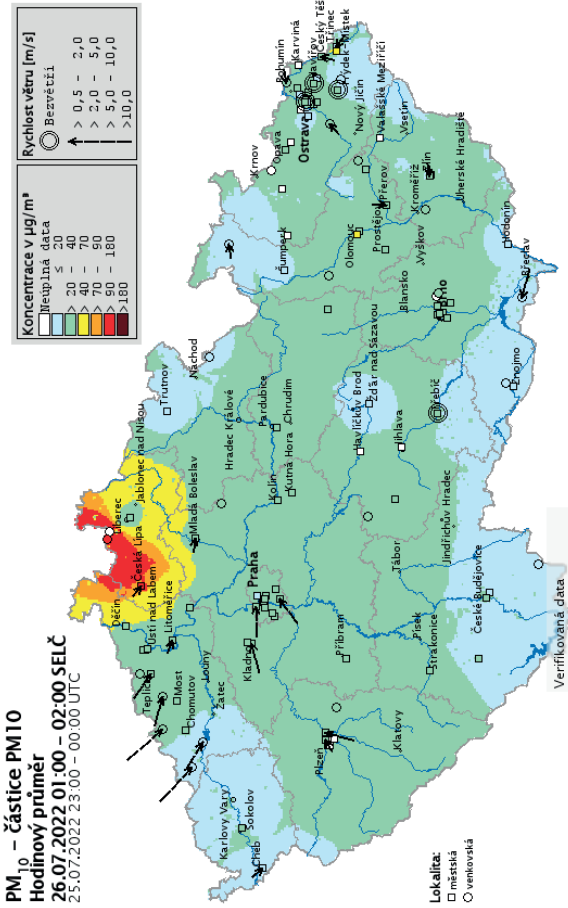 PM10 – částice PM10
Hodinový průměr
26.07.2022 01:00 – 02:00 SELČ
25.07.2022 23:00 – 00:00 UTC
Koncentrace v µg/m³
Neúplná data
≤ 20
> 20 - 40
> 40 - 70
> 70 - 90
> 90 - 180
>180
Rychlost větru [m/s]
Bezvětří
> 0,5 - 2,0
> 2,0 - 5,0
> 5,0 - 10,0
>10,0
Děčín
Liberec
Česká Lípa
Jablonec nad Nisou
Ústí nad Labem
Teplice
Litoměřice
Most
Chomutov
Louny
Žatec
Mladá Boleslav
Trutnov
Náchod
Karlovy Vary
Sokolov
Cheb
Kladno
Praha
Kolín
Kutná Hora
Hradec Králové
Pardubice
Chrudim
Příbram
Plzeň
Klatovy
Tábor
Písek
Strakonice
České Budějovice
Jindřichův Hradec
Havlíčkův Brod
Žďár nad Sázavou
Jihlava
Třebíč
Znojmo
Blansko
Brno
Vyškov
Břeclav
Hodonín
Šumperk
Olomouc
Prostějov
Přerov
Kroměříž
Zlín
Uherské Hradiště
Krnov
Opava
Ostrava
Bohumín
Karviná
Havířov
Český Těš
Třinec
Frýdek-Místek
Nový Jičín
Valašské Meziříčí
Vsetín
Lokalita:
městská
venkovská
Verifikovaná data